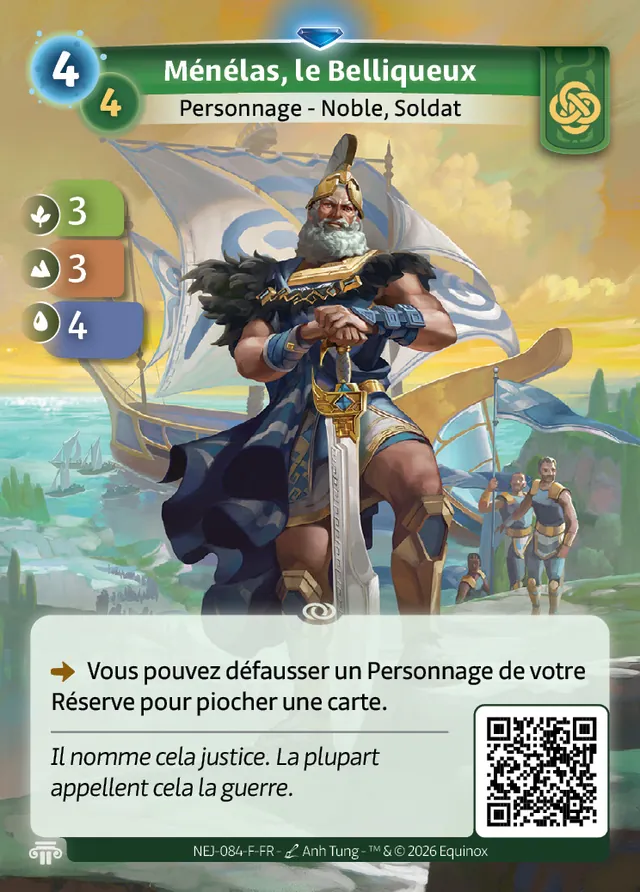 4
Ménélas, le Belliqueux
4
Personnage - Noble, Soldat
3
3
4
Vous pouvez défausser un Personnage de votre
Réserve pour piocher une carte.
Il nomme cela justice. La plupart
appellent cela la guerre.
NEJ-084-F-FR - Anh Tung - ™ & © 2026 Equinox